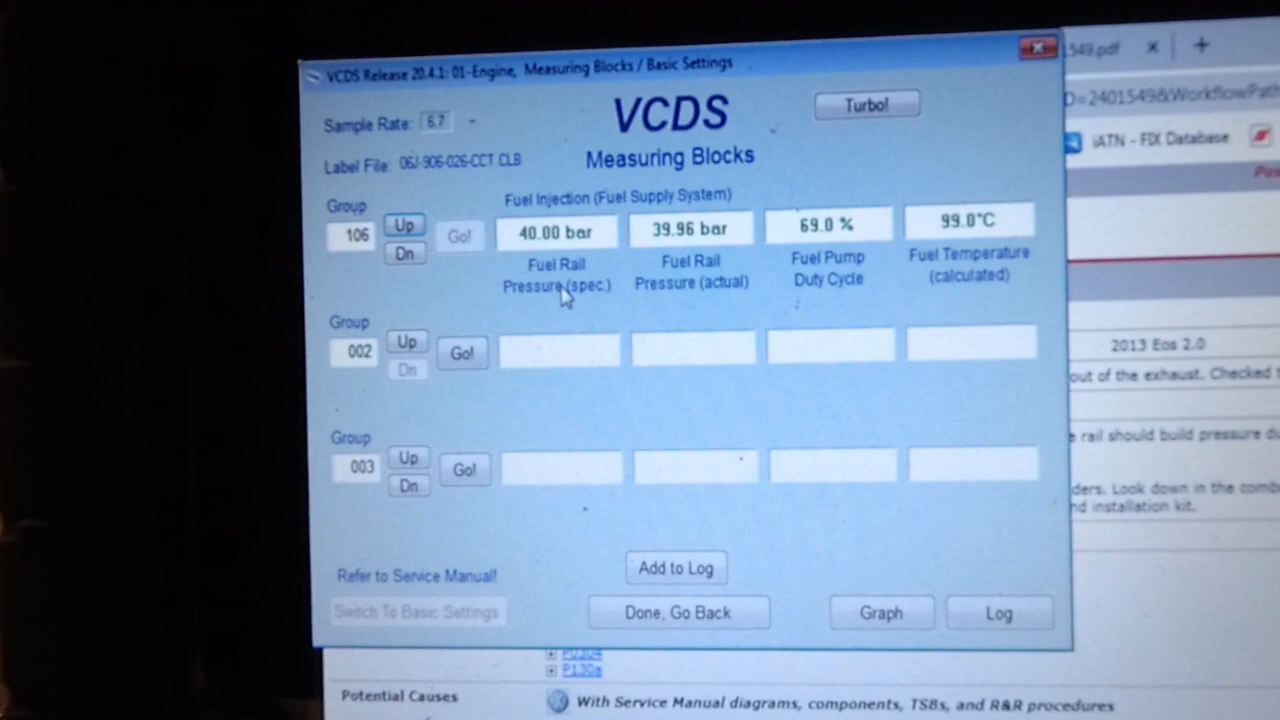 VCDS Release 20.4.1: 01-Engine, Measuring Blocks / Basic Settings
1549.pdf
Sample Rate: 6.7
VCDS
Turbo!
D=2401549&WorkflowPath
Label File: 06J-906-026-CCT.CLB
Measuring Blocks
iATN - FIX Database
Group
Fuel Injection (Fuel Supply System)
106 Up Dn Go! 40.00 bar 39.96 bar 69.0 % 99.0°C
Fuel Rail Pressure (spec.)
Fuel Rail Pressure (actual)
Fuel Pump Duty Cycle
Fuel Temperature (calculated)
Group
002 Up Dn Go!
2013 Eos 2.0
out of the exhaust. Checked
Group
003 Up Dn Go!
rail should build pressure
ders. Look down in the comb
nd installation kit.
Add to Log
Refer to Service Manual!
Switch To Basic Settings
Done, Go Back
Graph
Log
P0304
P130a
Potential Causes
With Service Manual diagrams, components, TSBs, and R&R procedures